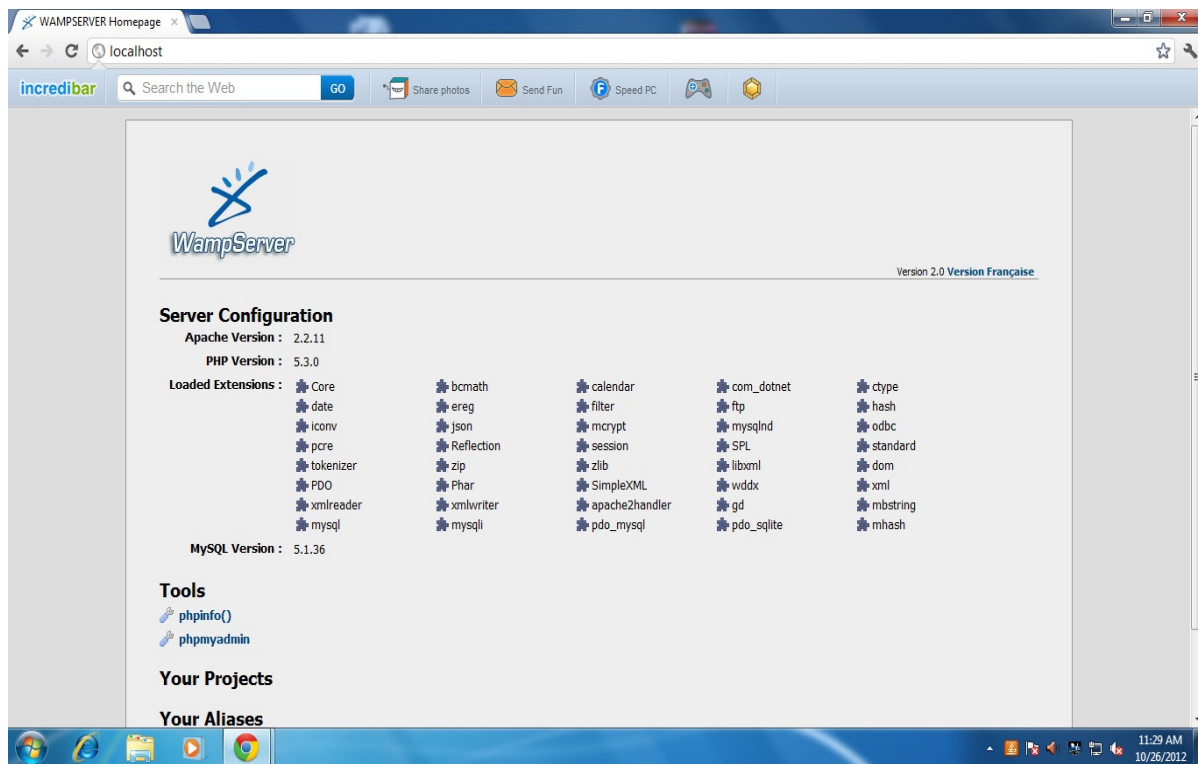 WAMPSERVER Homepage
localhost
incredibar Search the Web GO Share photos Send Fun Speed PC
WampServer
Version 2.0 Version Française
Server Configuration
Apache Version : 2.2.11
PHP Version : 5.3.0
Loaded Extensions : Core bcmath calendar com_dotnet ctype
date ereg filter ftp hash
iconv json mcrypt mysqlnd odbc
pcre Reflection session SPL standard
tokenizer zip zlib libxml dom
PDO Phar SimpleXML wddx xml
xmlreader xmlwriter apache2handler gd mbstring
mysql mysqli pdo_mysql pdo_sqlite mhash
MySQL Version : 5.1.36
Tools
phpinfo()
phpmyadmin
Your Projects
Your Aliases
11:29 AM
10/26/2012